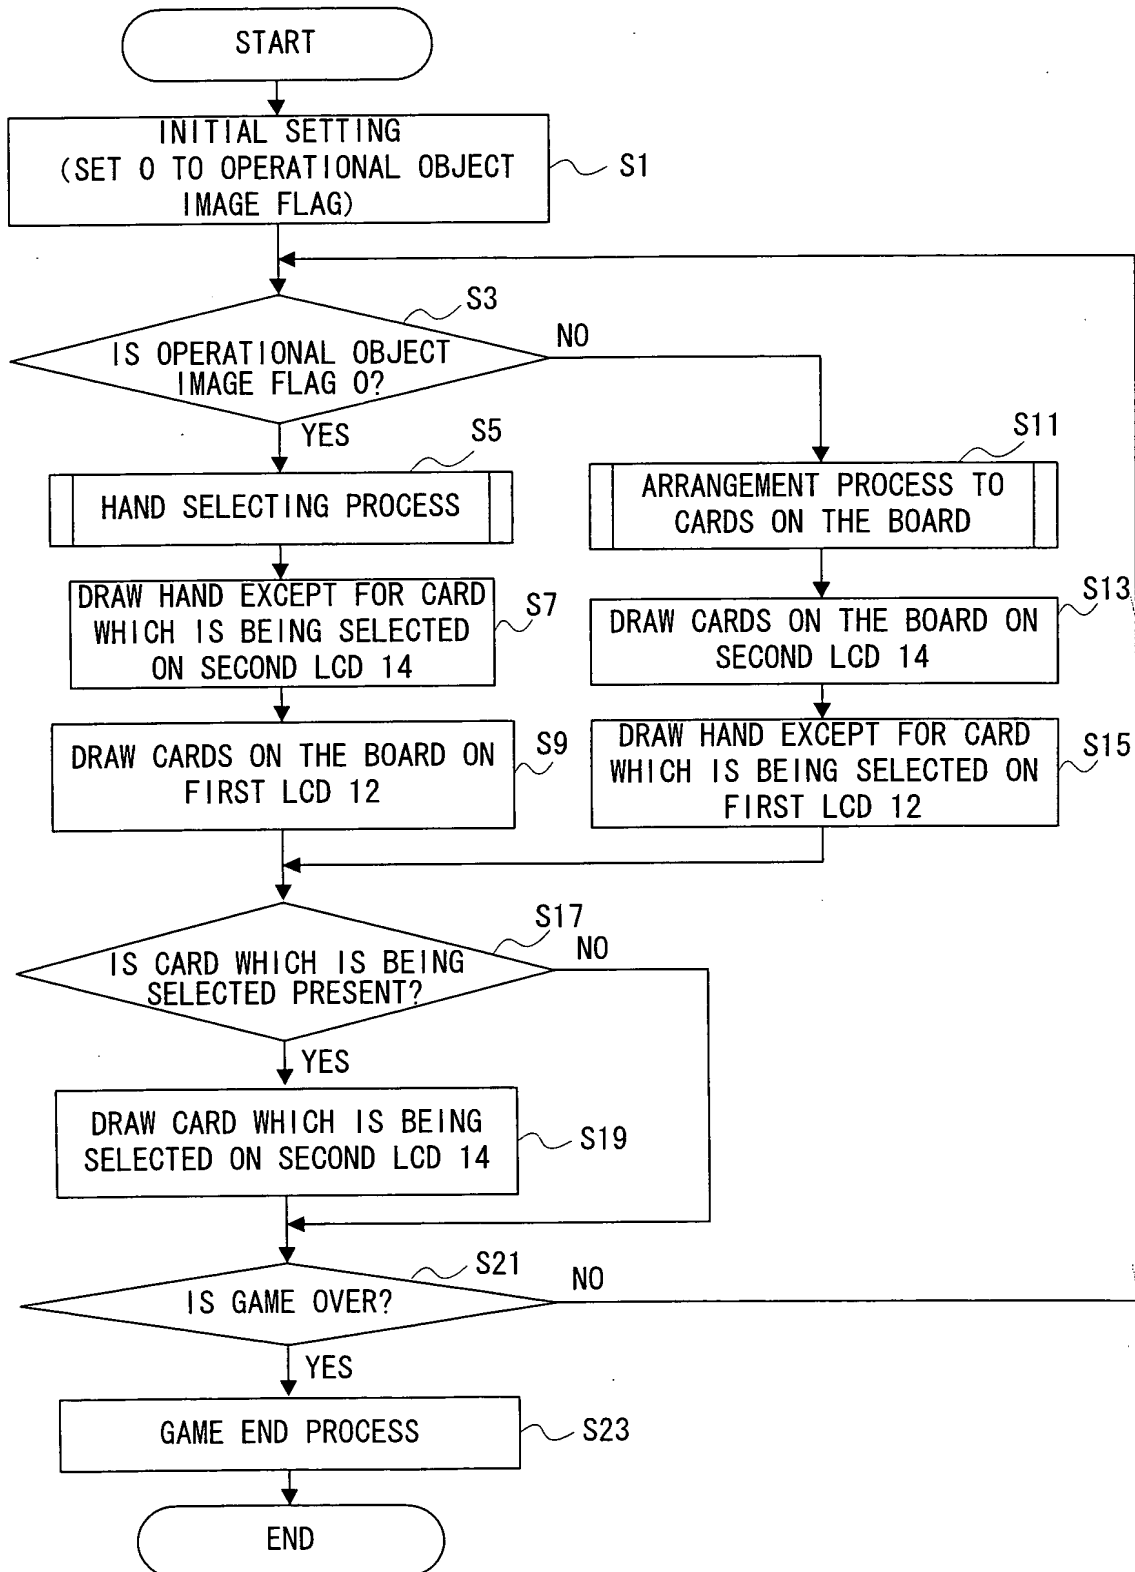 START
INITIAL SETTING
(SET 0 TO OPERATIONAL OBJECT
IMAGE FLAG)
S1
S3
IS OPERATIONAL OBJECT
IMAGE FLAG 0?
NO
YES
S5
HAND SELECTING PROCESS
S11
ARRANGEMENT PROCESS TO
CARDS ON THE BOARD
DRAW HAND EXCEPT FOR CARD
WHICH IS BEING SELECTED
ON SECOND LCD 14
S7
S13
DRAW CARDS ON THE BOARD ON
SECOND LCD 14
DRAW CARDS ON THE BOARD ON
FIRST LCD 12
S9
DRAW HAND EXCEPT FOR CARD
WHICH IS BEING SELECTED ON
FIRST LCD 12
S15
S17
IS CARD WHICH IS BEING
SELECTED PRESENT?
NO
YES
DRAW CARD WHICH IS BEING
SELECTED ON SECOND LCD 14
S19
S21
IS GAME OVER?
NO
YES
GAME END PROCESS
S23
END